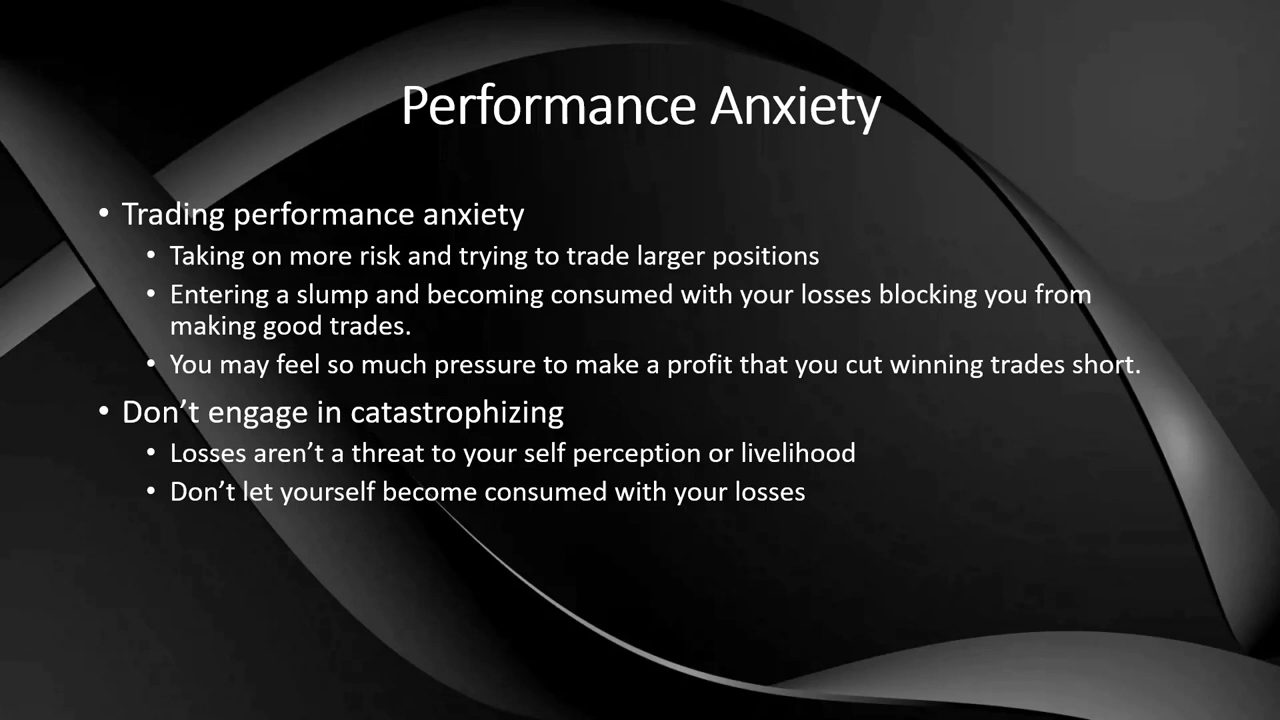 Performance Anxiety
• Trading performance anxiety
• Taking on more risk and trying to trade larger positions
• Entering a slump and becoming consumed with your losses blocking you from
making good trades.
• You may feel so much pressure to make a profit that you cut winning trades short.
• Don’t engage in catastrophizing
• Losses aren’t a threat to your self perception or livelihood
• Don’t let yourself become consumed with your losses